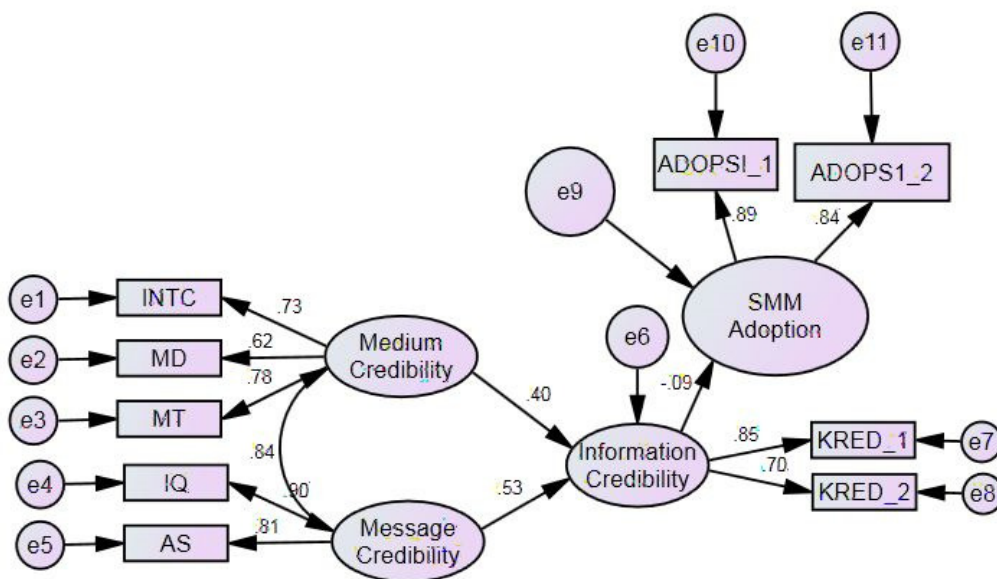 e10
e11
ADOPSI_1
ADOPS1_2
e9
.89
.84
SMM
Adoption
e1
INTC
.73
e2
MD
.62
Medium
Credibility
e6
-.09
e3
MT
.78
.40
.84
Information
Credibility
.85
KRED_1
e7
.70
KRED_2
e8
e4
IQ
.90
.53
e5
AS
.81
Message
Credibility